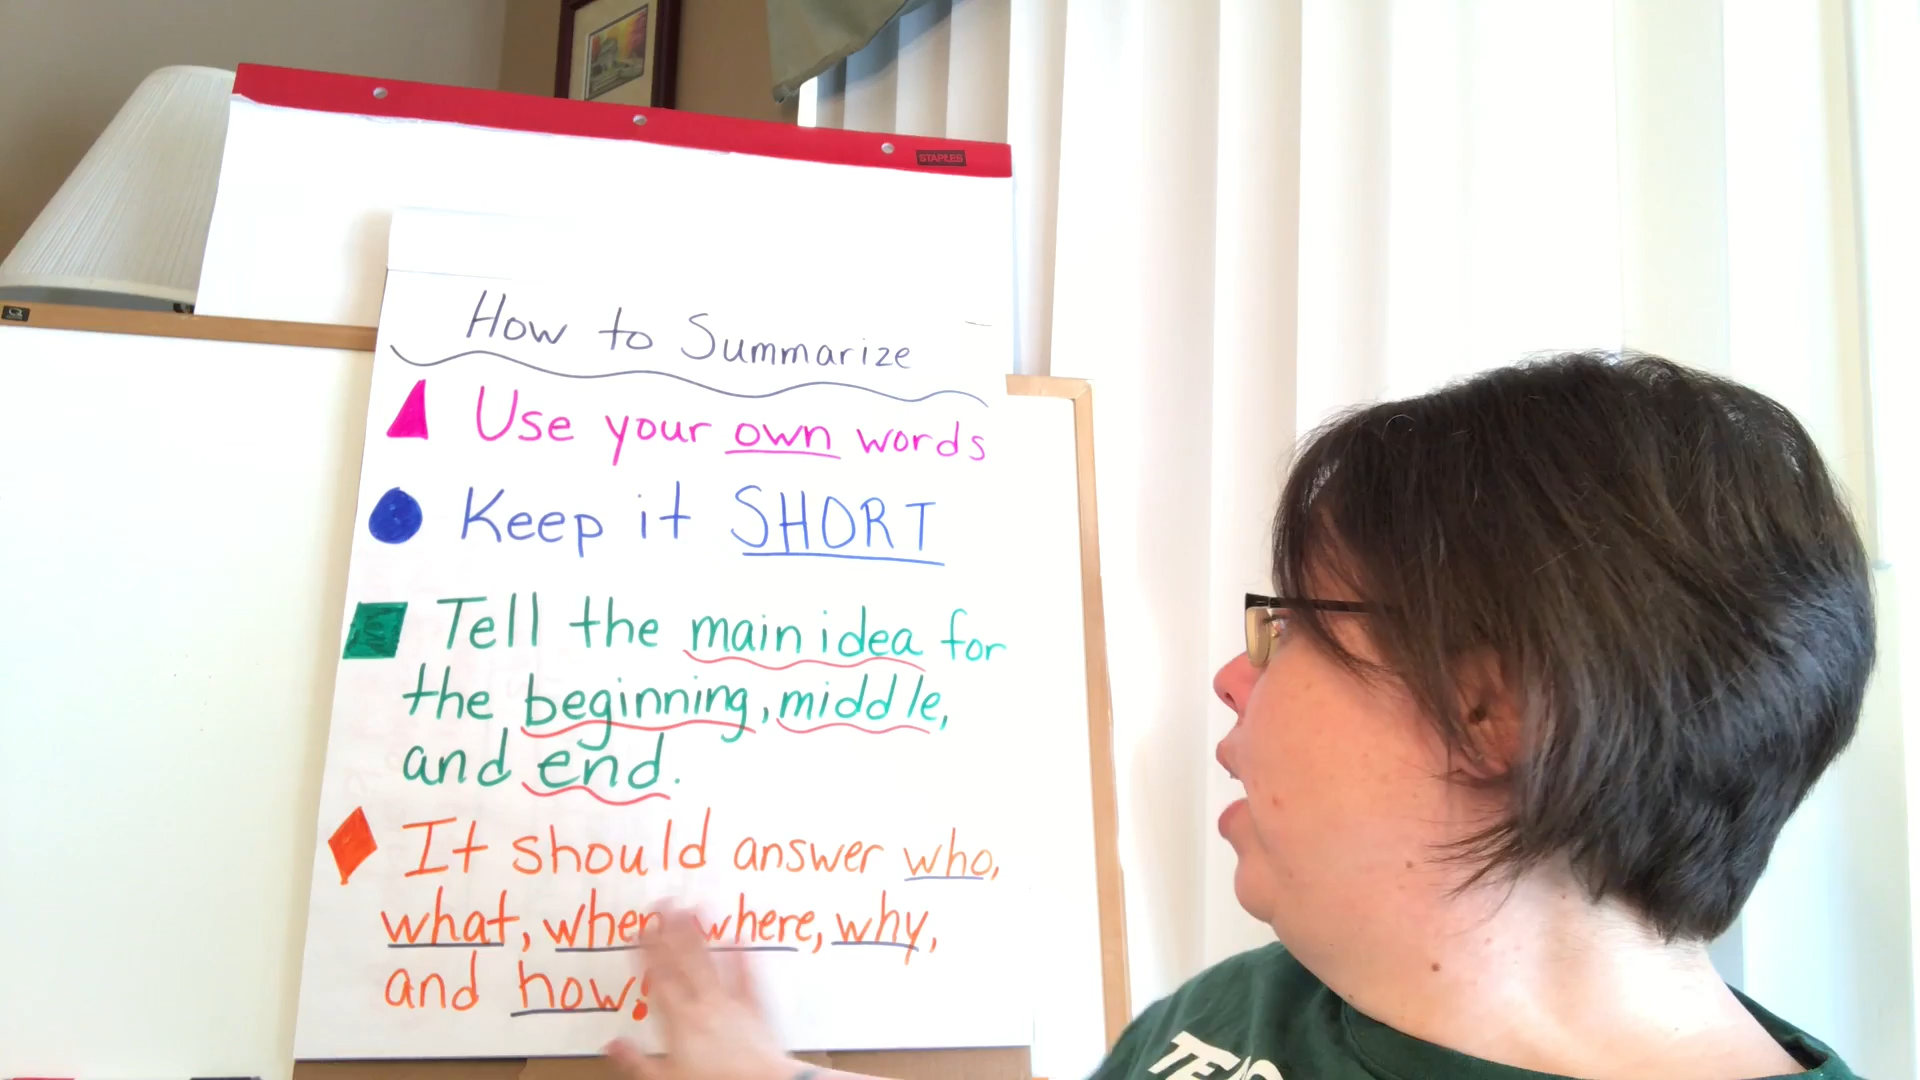 STAPLES
How to Summarize
Use your own words
Keep it SHORT
Tell the main idea for
the beginning, middle,
and end.
It should answer who,
what, when, where, why,
and how!